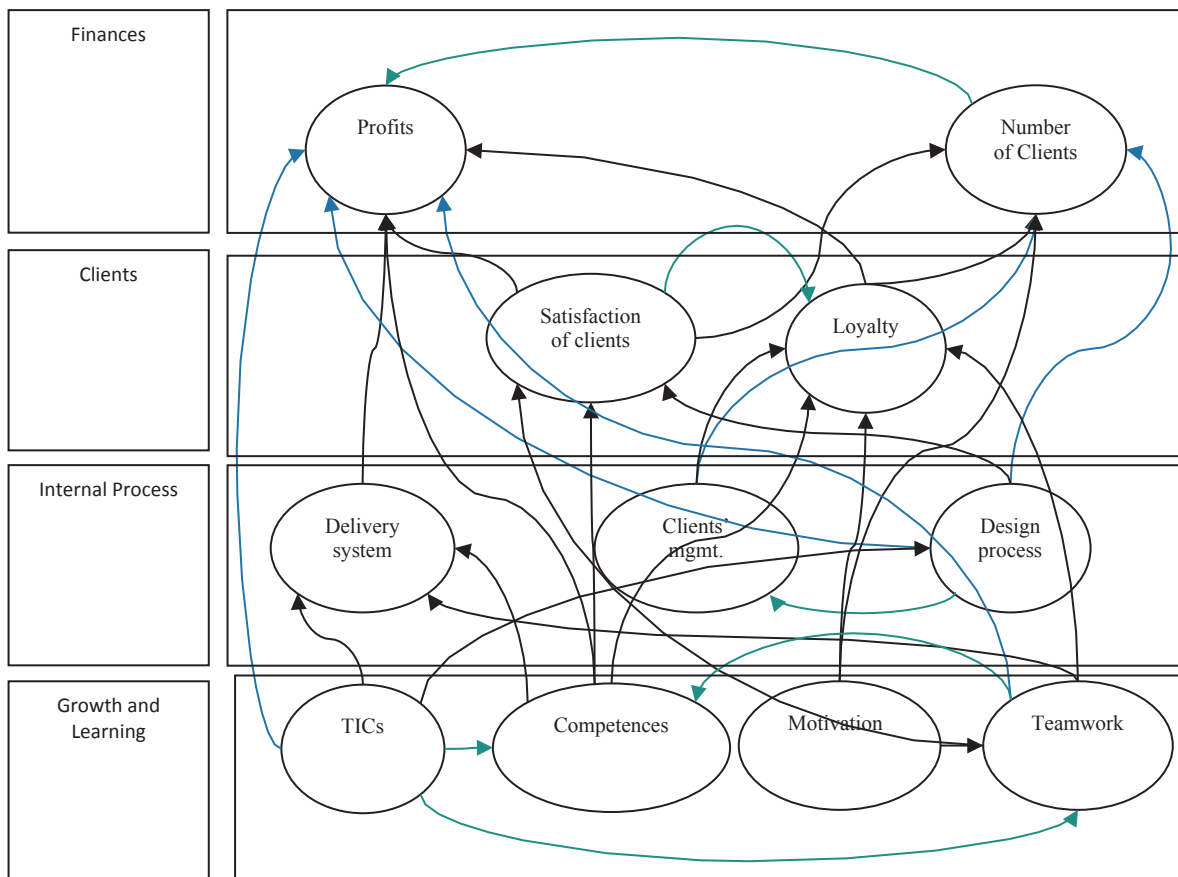 Finances
Profits
Number
of Clients
Clients
Satisfaction
of clients
Loyalty
Internal Process
Delivery
system
Clients’
mgmt.
Design
process
Growth and
Learning
TICs
Competences
Motivation
Teamwork